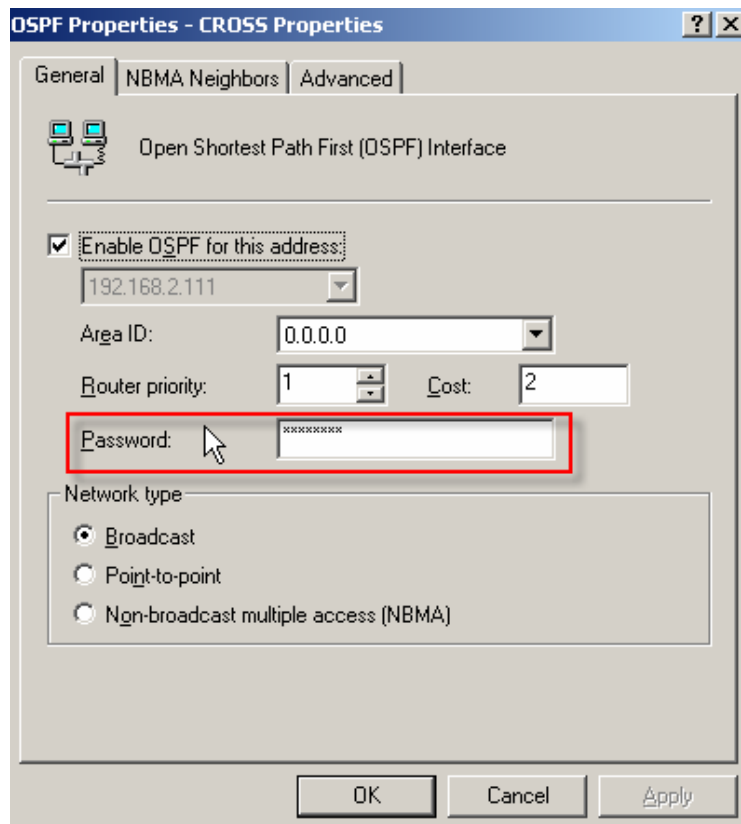 OSPF Properties - CROSS Properties
General NBMA Neighbors Advanced
Open Shortest Path First (OSPF) Interface
Enable OSPF for this address:
192.168.2.111
Area ID: 0.0.0.0
Router priority: 1 Cost: 2
Password: ××××××××
Network type
Broadcast
Point-to-point
Non-broadcast multiple access (NBMA)
OK Cancel Apply